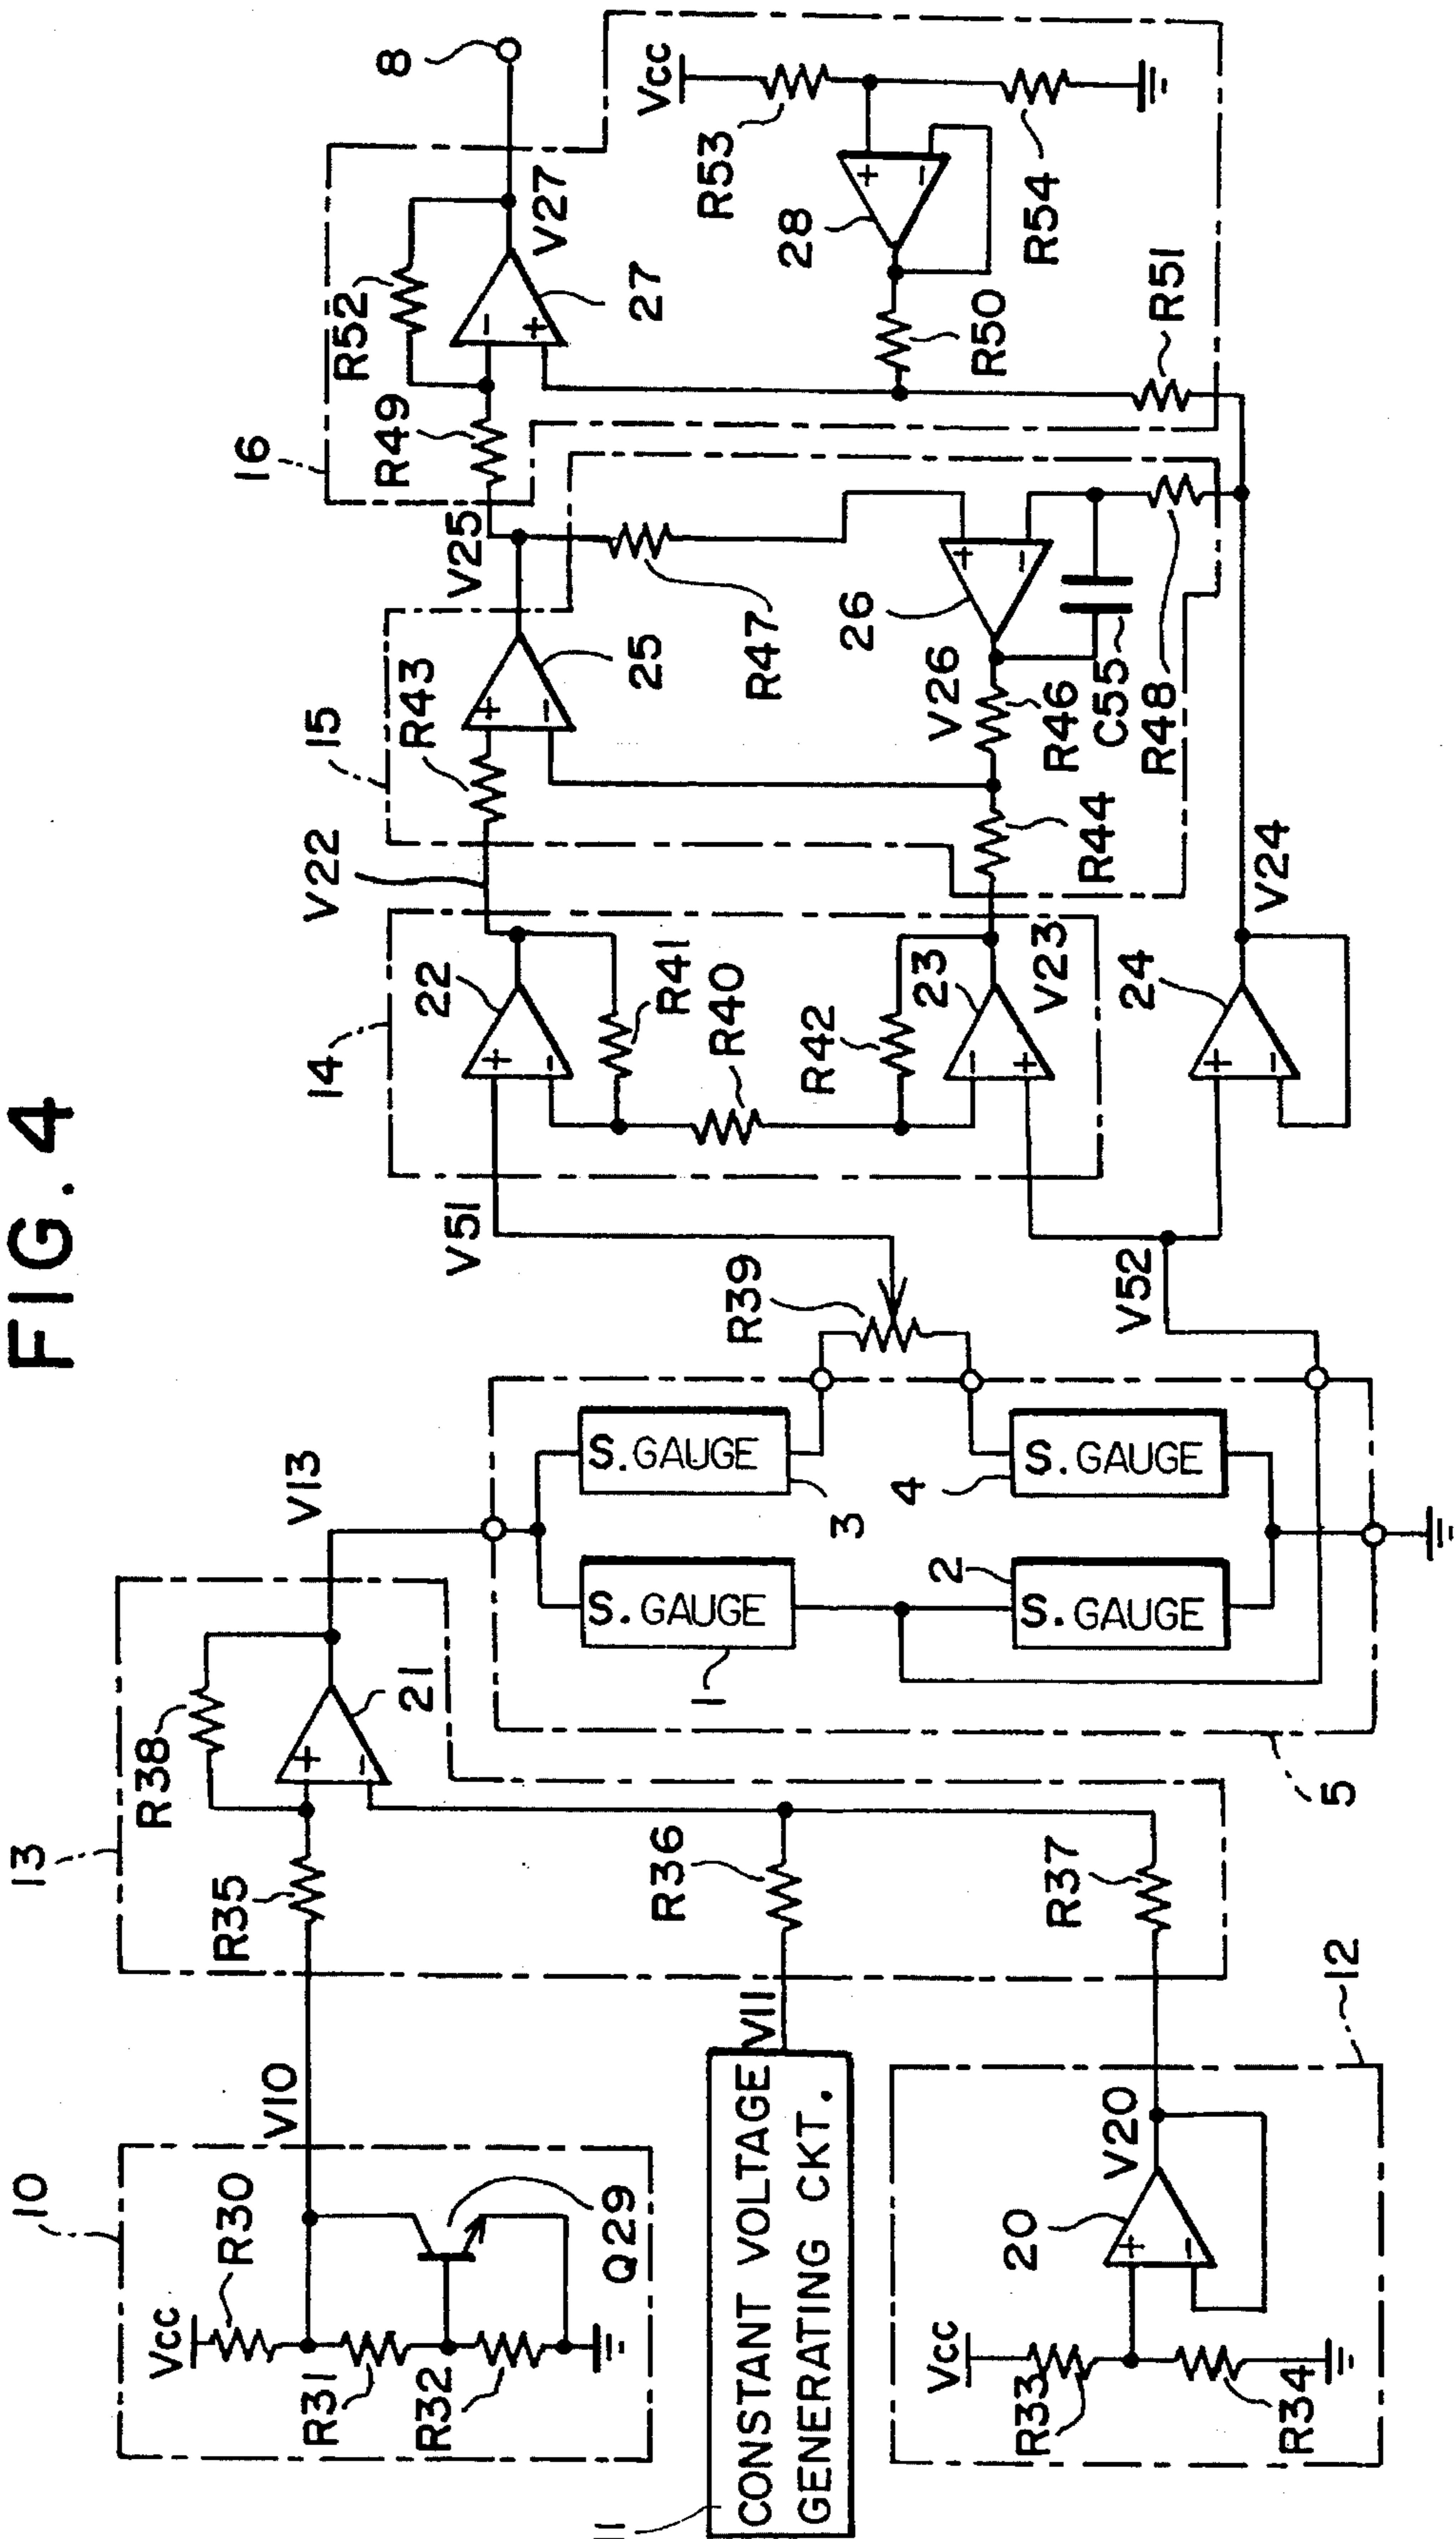 FIG. 4
10
Vcc
R30
R31
R32
Q29
V10
11
CONSTANT VOLTAGE
GENERATING CKT.
V11
12
Vcc
R33
R34
20
V20
13
R35
R38
21
R36
R37
V13
5
S. GAUGE
1
S. GAUGE
2
S. GAUGE
3
S. GAUGE
4
R39
V51
V52
14
22
R41
R40
R42
23
V22
V23
24
V24
15
R43
25
V25
R44
R46
V26
26
R47
C55
R48
16
R49
R52
27
V27
8
Vcc
R53
R54
28
R50
R51
+
−
+
−
+
−
−
+
+
−
+
−
+
−
−
+
+
−